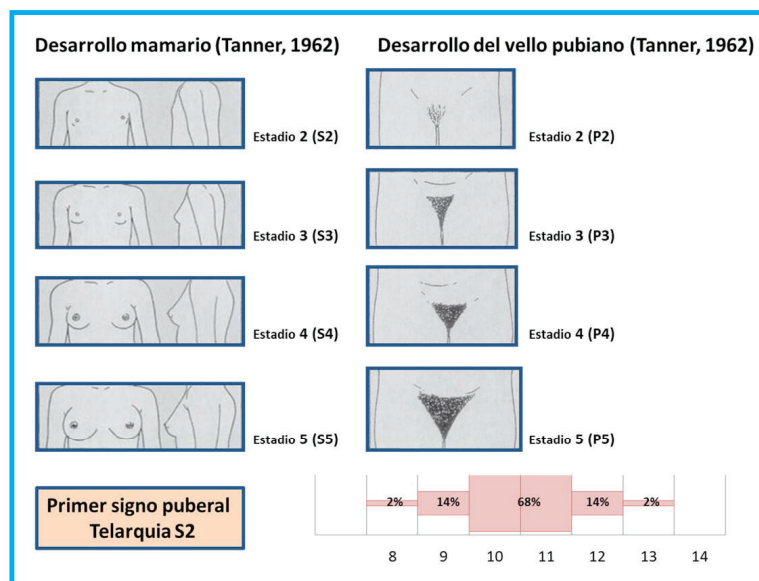 Desarrollo mamario (Tanner, 1962)
Desarrollo del vello pubiano (Tanner, 1962)
Estadio 2 (S2)
Estadio 2 (P2)
Estadio 3 (S3)
Estadio 3 (P3)
Estadio 4 (S4)
Estadio 4 (P4)
Estadio 5 (S5)
Estadio 5 (P5)
Primer signo puberal
Telarquia S2
2% 14% 68% 14% 2%
8 9 10 11 12 13 14